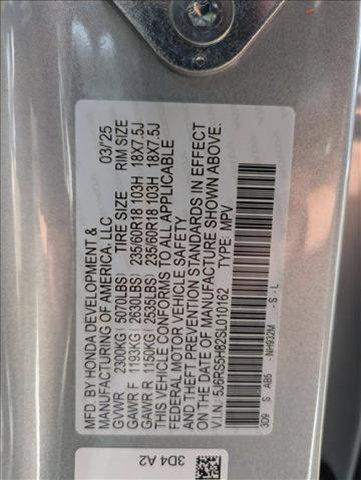 MFD. BY HONDA DEVELOPMENT &
MANUFACTURING OF AMERICA, LLC 03/'25
GVWR 2300KG ( 5070LBS) TIRE SIZE RIM SIZE
GAWR F 1193KG ( 2630LBS) 235/60R18 103H 18X7.5J
GAWR R 1150KG ( 2535LBS) 235/60R18 103H 18X7.5J
THIS VEHICLE CONFORMS TO ALL APPLICABLE
FEDERAL MOTOR VEHICLE SAFETY
AND THEFT PREVENTION STANDARDS IN EFFECT
ON THE DATE OF MANUFACTURE SHOWN ABOVE.
V.I.N.: 5J6RS5H82SL010162 TYPE: MPV
3D9 S - AB5 - NH932M - S - L
3D4 A2